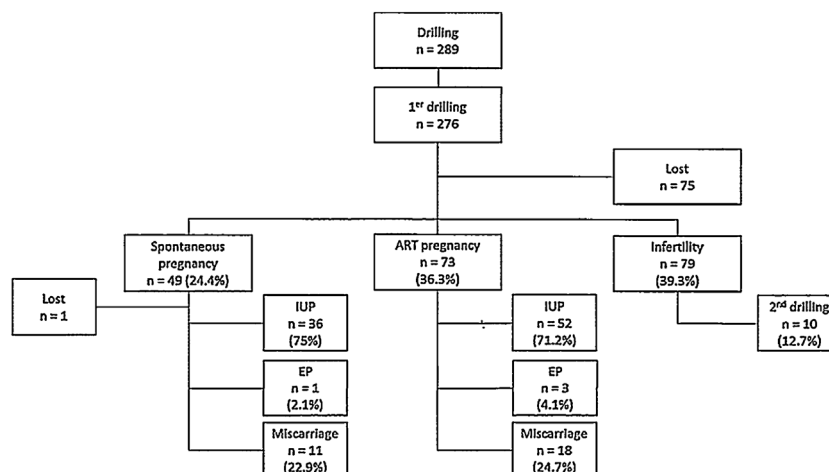 Drilling
n = 289
1er drilling
n = 276
Lost
n = 75
Spontaneous
pregnancy
n = 49 (24.4%)
ART pregnancy
n = 73
(36.3%)
Infertility
n = 79
(39.3%)
Lost
n = 1
IUP
n = 36
(75%)
IUP
n = 52
(71.2%)
2nd drilling
n = 10
(12.7%)
EP
n = 1
(2.1%)
EP
n = 3
(4.1%)
Miscarriage
n = 11
(22.9%)
Miscarriage
n = 18
(24.7%)